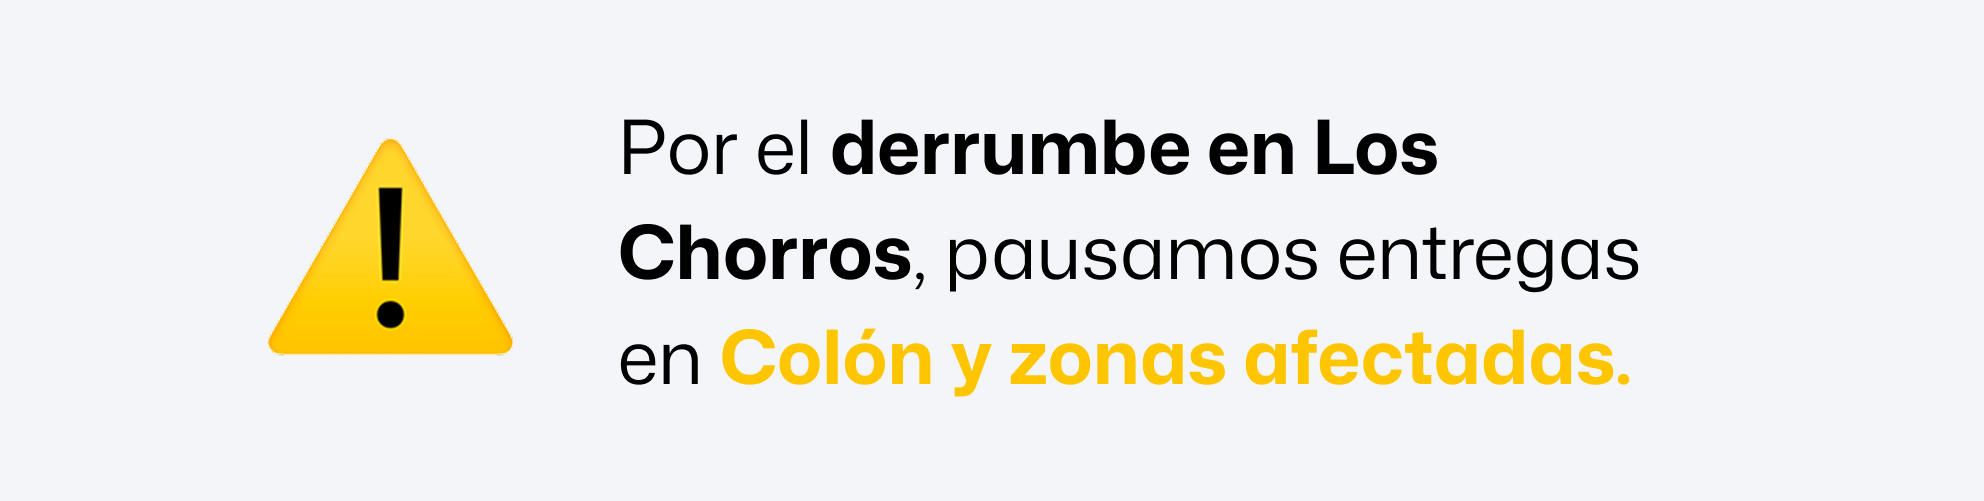 Por el derrumbe en Los
Chorros, pausamos entregas
en Colón y zonas afectadas.